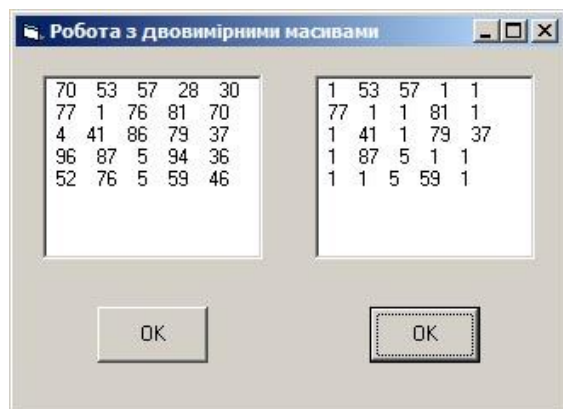 Робота з двовимірними масивами
70 53 57 28 30
77 1 76 81 70
4 41 86 79 37
96 87 5 94 36
52 76 5 59 46
1 53 57 1 1
77 1 1 81 1
1 41 1 79 37
1 87 5 1 1
1 1 5 59 1
OK
OK